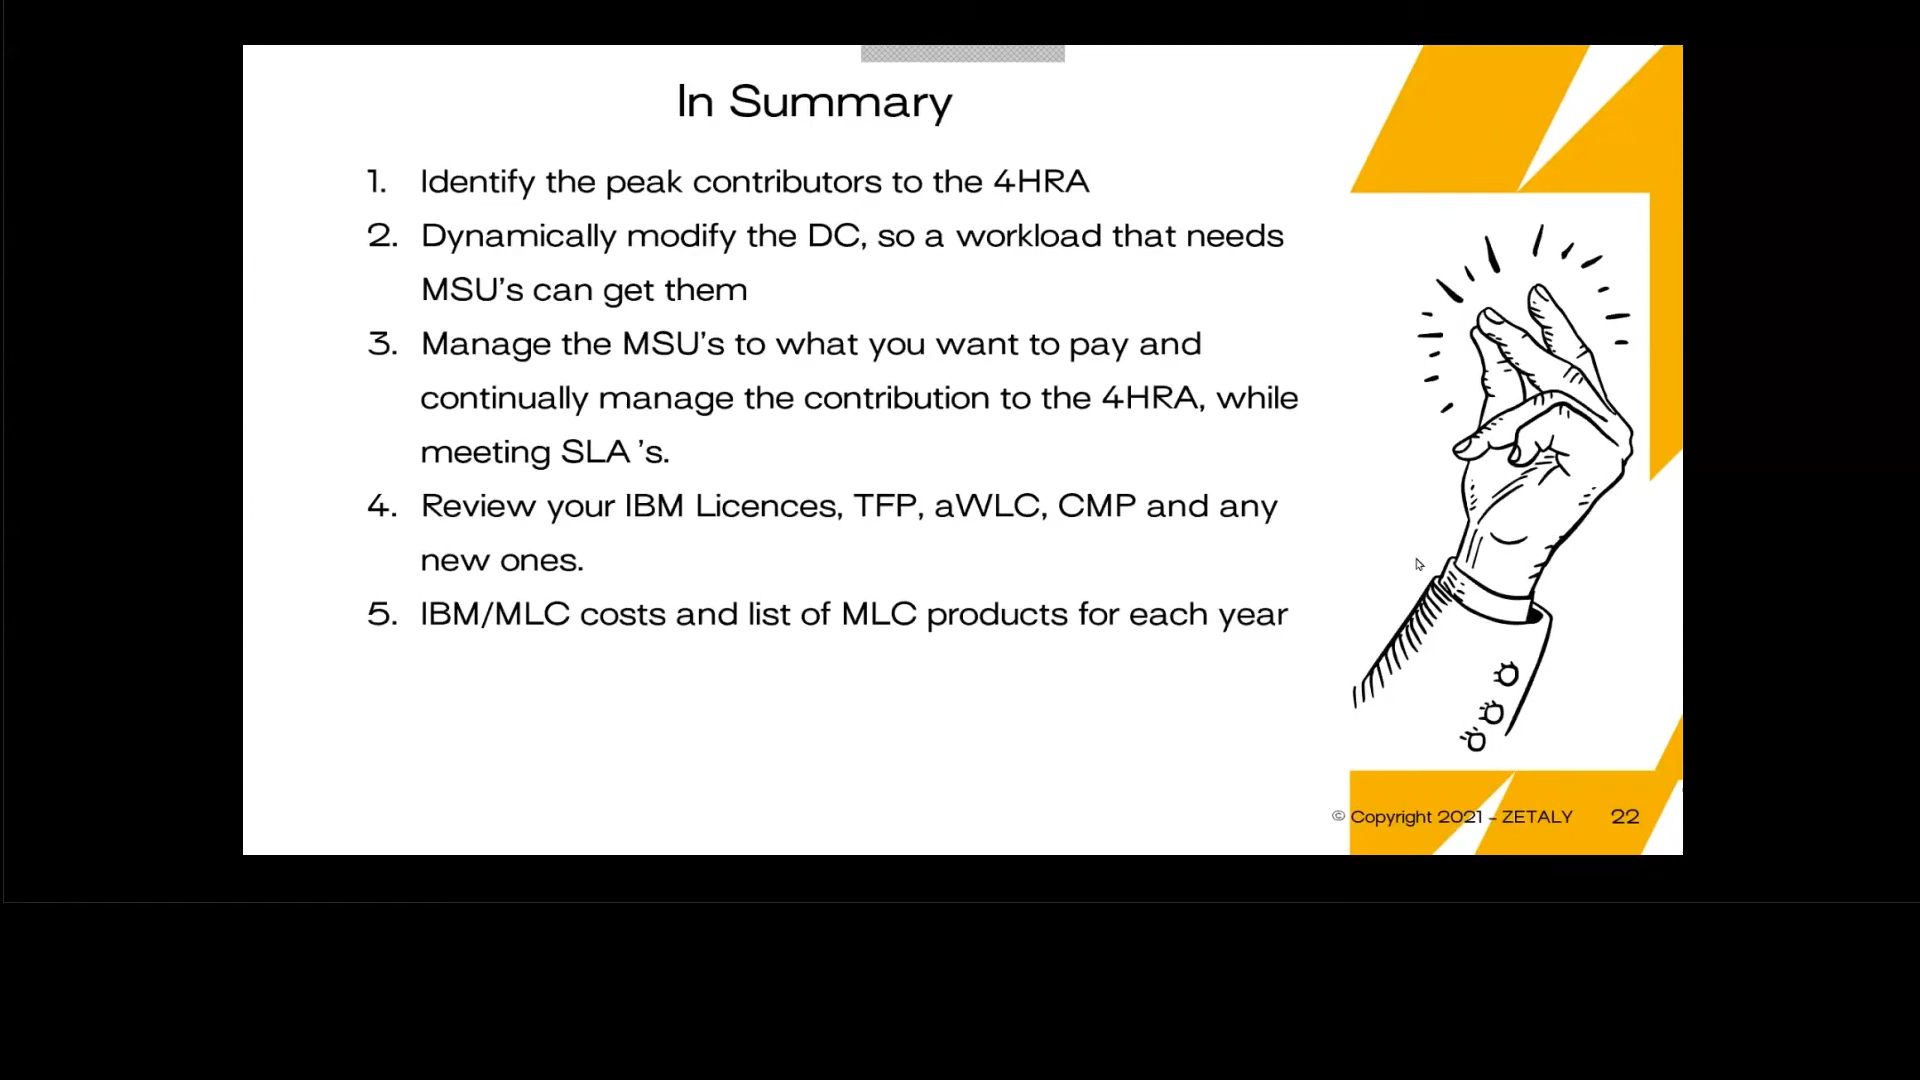 In Summary
1. Identify the peak contributors to the 4HRA
2. Dynamically modify the DC, so a workload that needs
MSU's can get them
3. Manage the MSU's to what you want to pay and
continually manage the contribution to the 4HRA, while
meeting SLA 's.
4. Review your IBM Licences, TFP, aWLC, CMP and any
new ones.
5. IBM/MLC costs and list of MLC products for each year
© Copyright 2021 - ZETALY 22